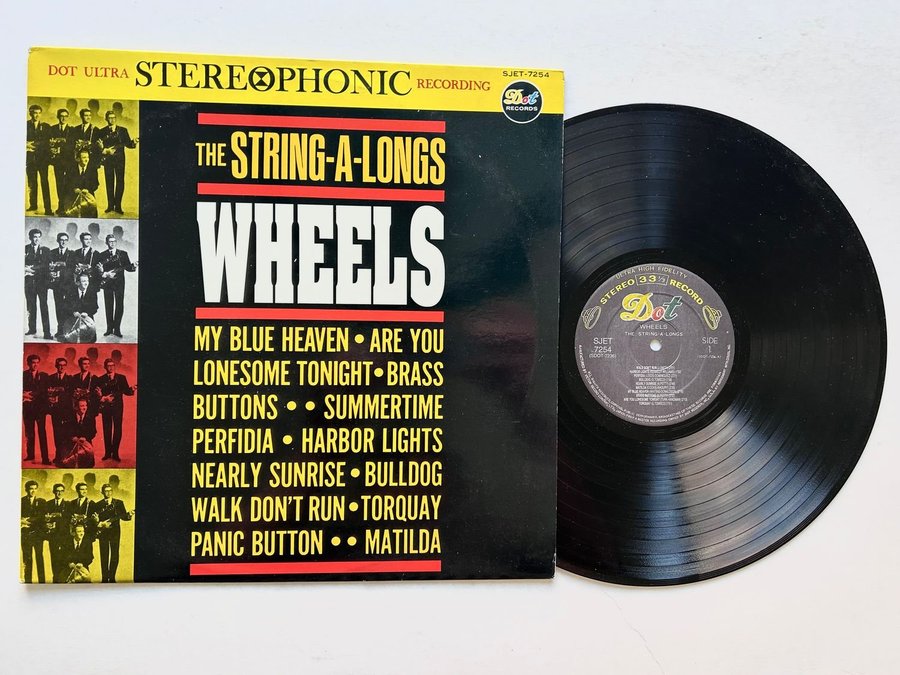 DOT ULTRA STEREOPHONIC RECORDING
SJET-7254
Dot
RECORDS
THE STRING-A-LONGS
WHEELS
MY BLUE HEAVEN • ARE YOU
LONESOME TONIGHT • BRASS
BUTTONS • • SUMMERTIME
PERFIDIA • HARBOR LIGHTS
NEARLY SUNRISE • BULLDOG
WALK DON'T RUN • TORQUAY
PANIC BUTTON • • MATILDA
ULTRA HIGH FIDELITY
STEREO 33 1/3 RECORD
Dot
WHEELS
THE STRING-A-LONGS
SJET
7254
SIDE
1